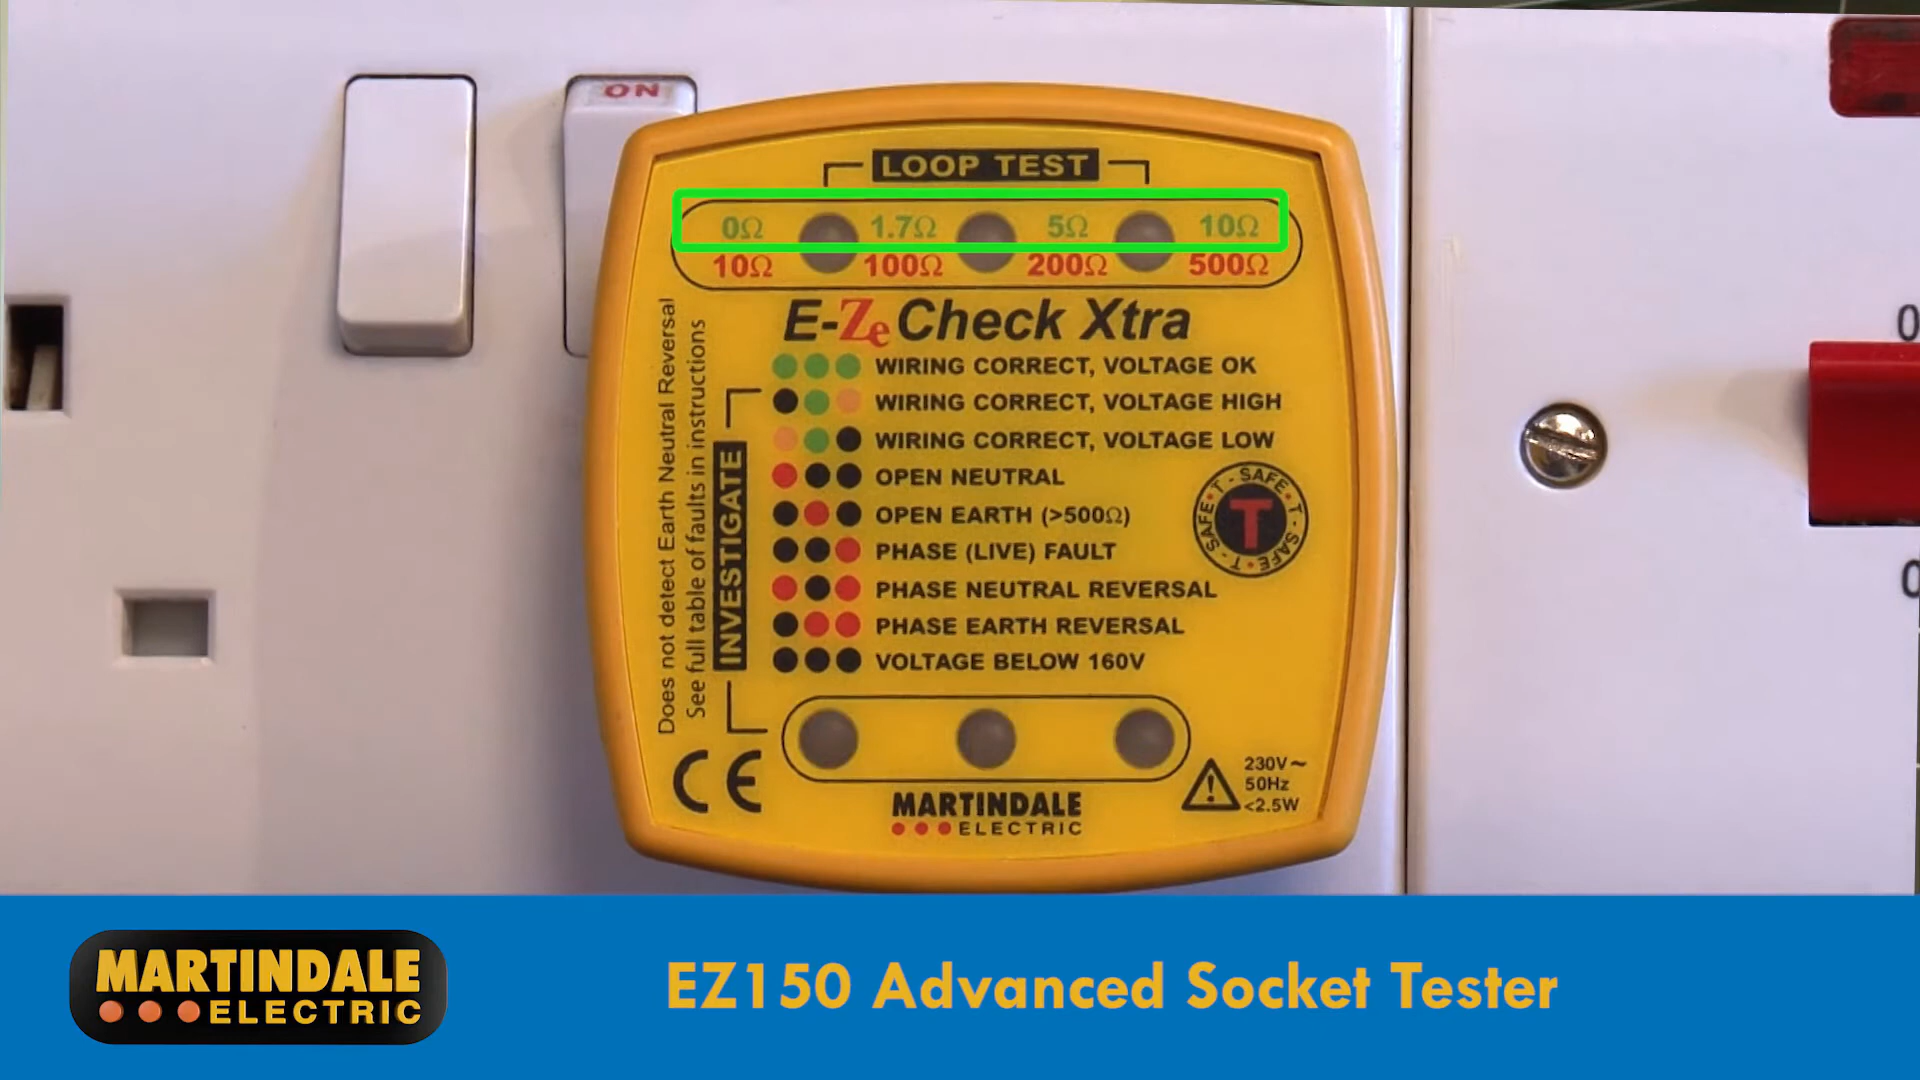 ON
LOOP TEST
0Ω 1.7Ω 5Ω 10Ω
10Ω 100Ω 200Ω 500Ω
E-Ze Check Xtra
WIRING CORRECT, VOLTAGE OK
WIRING CORRECT, VOLTAGE HIGH
WIRING CORRECT, VOLTAGE LOW
OPEN NEUTRAL
OPEN EARTH (>500Ω)
PHASE (LIVE) FAULT
PHASE NEUTRAL REVERSAL
PHASE EARTH REVERSAL
VOLTAGE BELOW 160V
INVESTIGATE
Does not detect Earth Neutral Reversal
See full table of faults in instructions
T-SAFE•T-SAFE•T-SAFE•
T
CE
MARTINDALE
ELECTRIC
230V~
50Hz
<2.5W
MARTINDALE
ELECTRIC
EZ150 Advanced Socket Tester